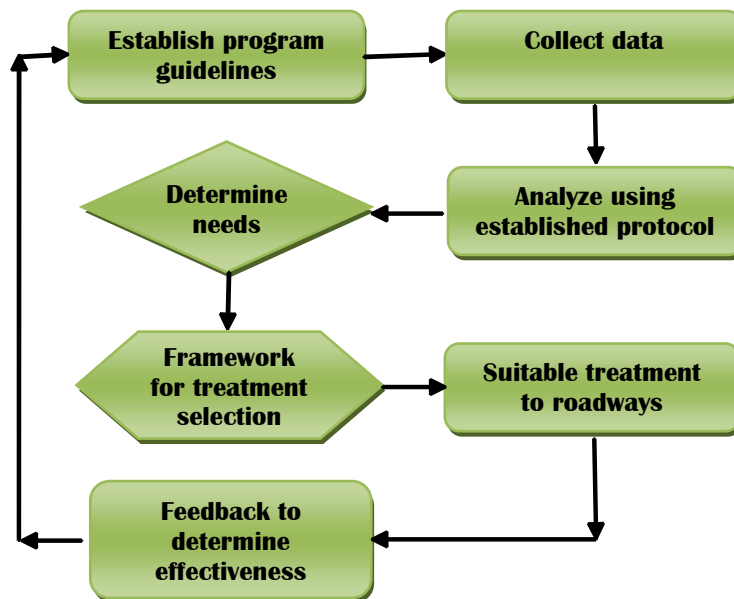 Establish program
guidelines
Collect data
Analyze using
established protocol
Determine
needs
Framework
for treatment
selection
Suitable treatment
to roadways
Feedback to
determine
effectiveness